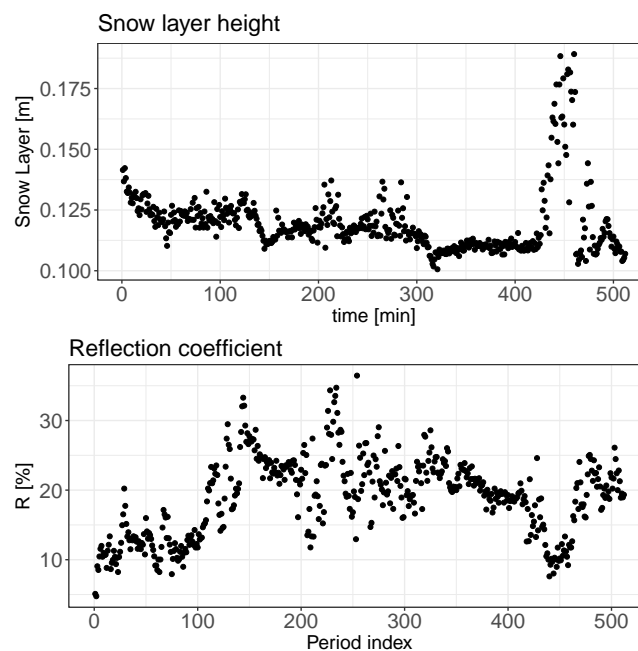 Snow layer height
Snow Layer [m]
0.175
0.150
0.125
0.100
0 100 200 300 400 500
time [min]
Reflection coefficient
R [%]
30
20
10
0 100 200 300 400 500
Period index